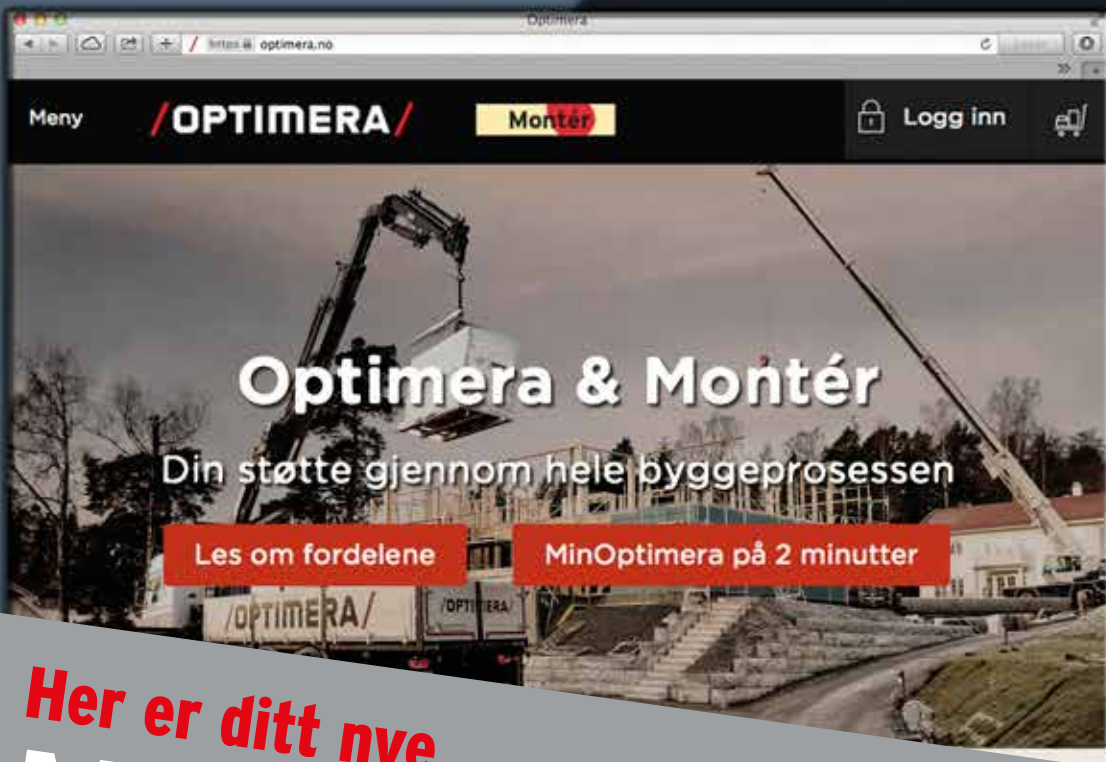 Optimera
optimera.no
Meny
/OPTIMERA/
Montér
Logg inn
Optimera & Montér
Din støtte gjennom hele byggeprosessen
Les om fordelene
MinOptimera på 2 minutter
/OPTIMERA/
/OPTIMERA/
Her er ditt nye